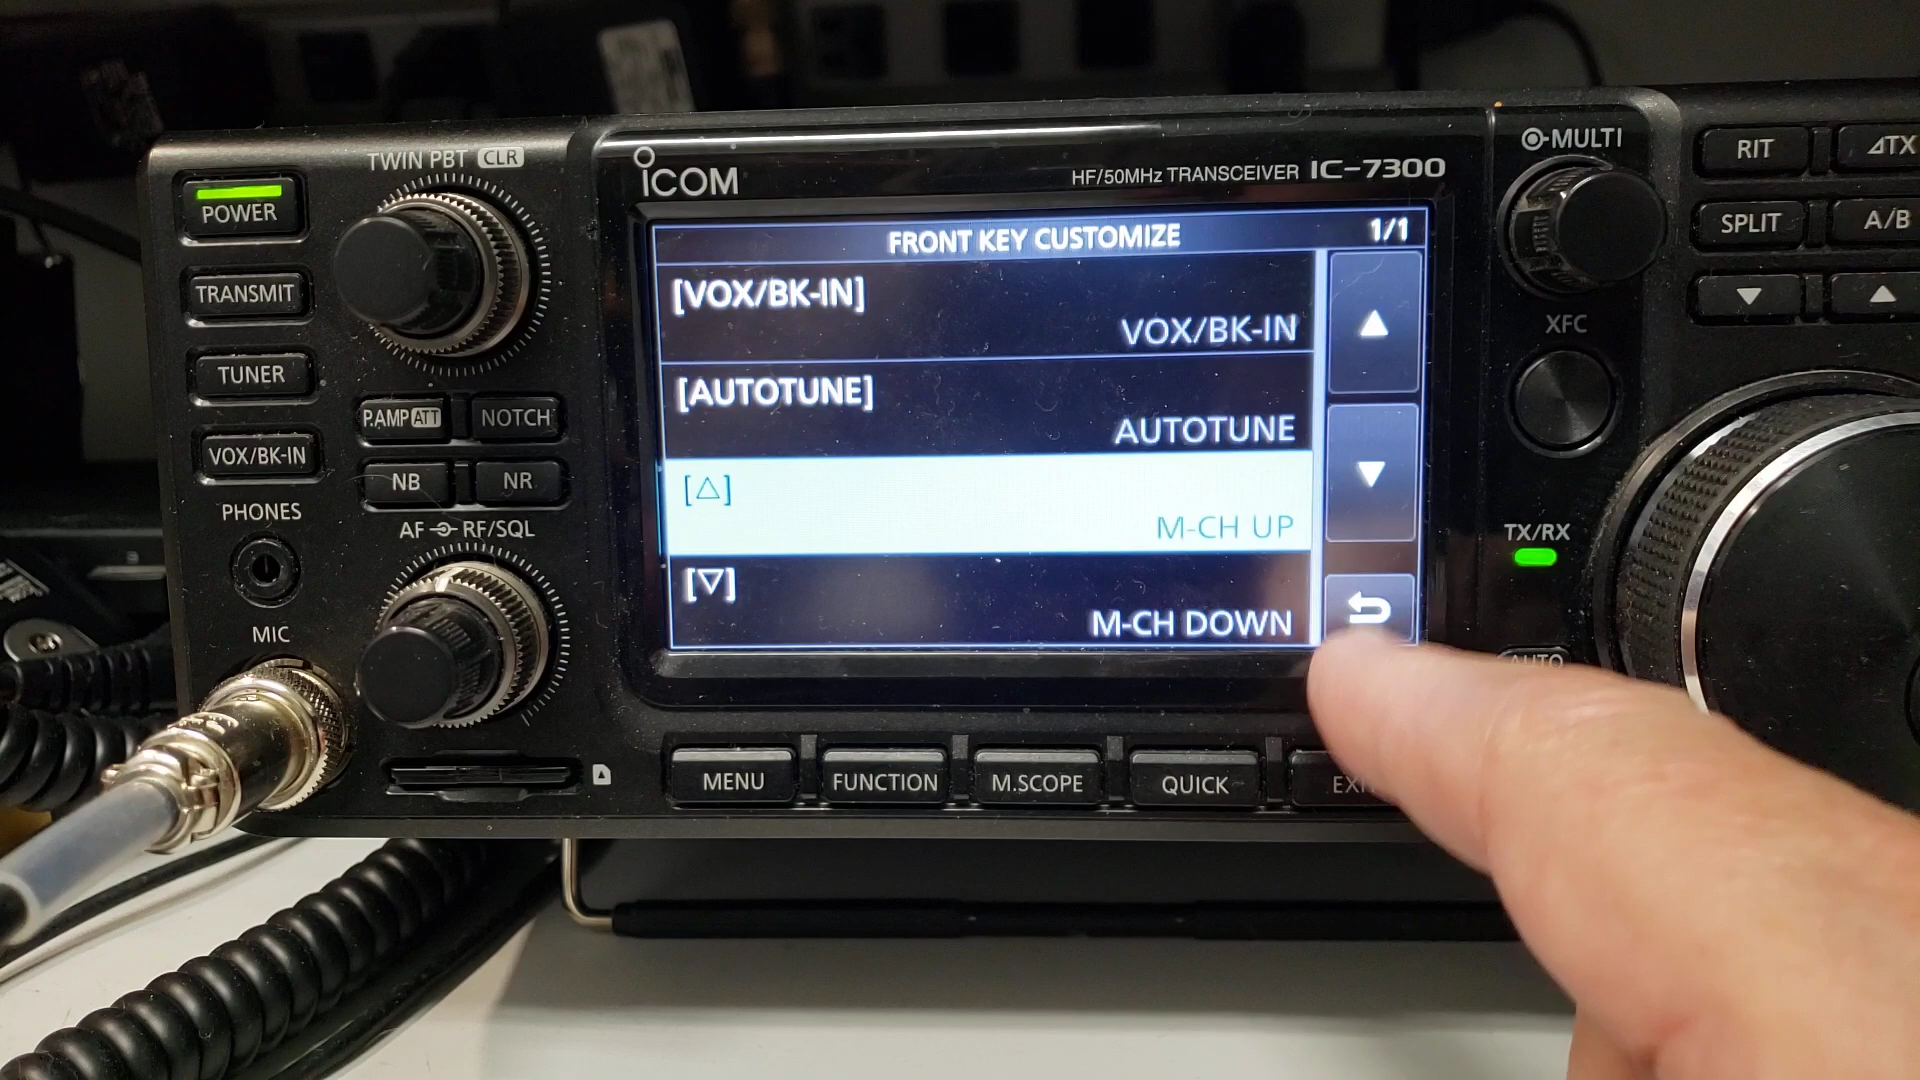 TWIN PBT CLR
POWER
TRANSMIT
TUNER
VOX/BK-IN
P.AMP ATT
NOTCH
NB
NR
PHONES
AF RF/SQL
MIC
ICOM
HF/50MHz TRANSCEIVER IC-7300
FRONT KEY CUSTOMIZE 1/1
[VOX/BK-IN]
VOX/BK-IN
[AUTOTUNE]
AUTOTUNE
[△]
M-CH UP
[▽]
M-CH DOWN
MENU
FUNCTION
M.SCOPE
QUICK
MULTI
RIT
⊿TX
SPLIT
A/B
▼
▲
XFC
TX/RX
AUTO